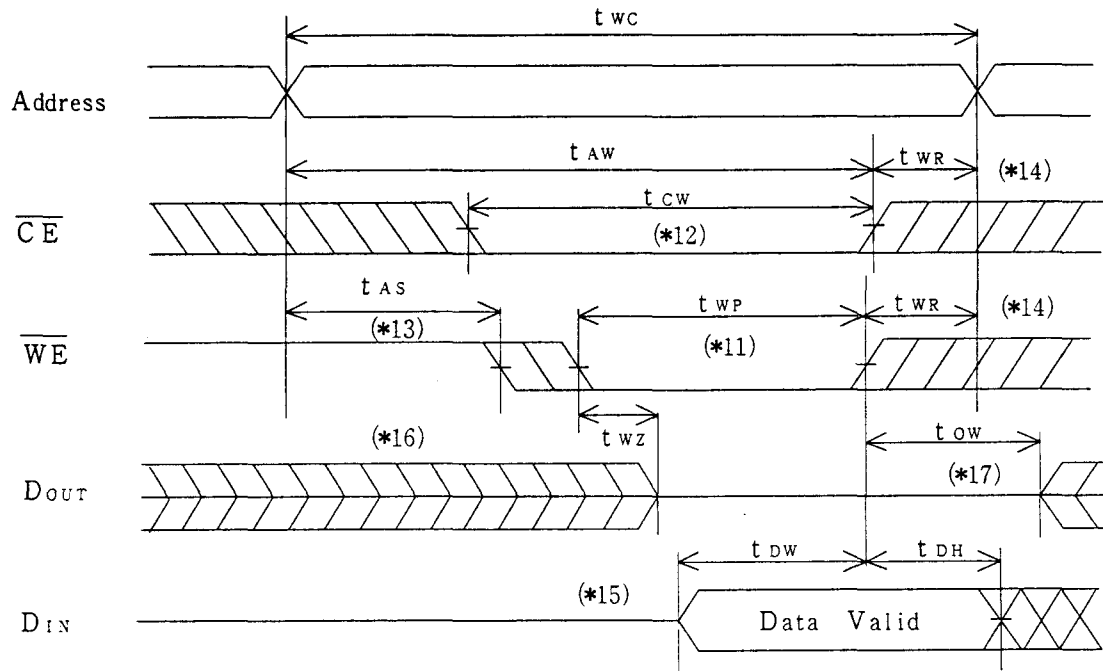 t WC
Address
t AW
t WR
(*14)
CE
t CW
(*12)
t AS
(*13)
t WP
(*11)
t WR
(*14)
WE
t WZ
(*16)
t OW
(*17)
DOUT
t DW
t DH
(*15)
DIN
Data Valid